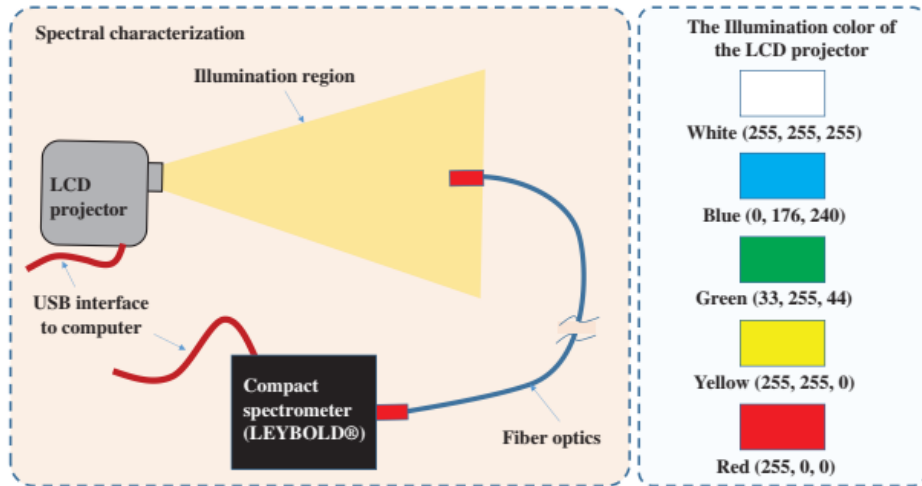 Spectral characterization
Illumination region
LCD
projector
USB interface
to computer
Compact
spectrometer
(LEYBOLD®)
Fiber optics
The Illumination color of
the LCD projector
White (255, 255, 255)
Blue (0, 176, 240)
Green (33, 255, 44)
Yellow (255, 255, 0)
Red (255, 0, 0)